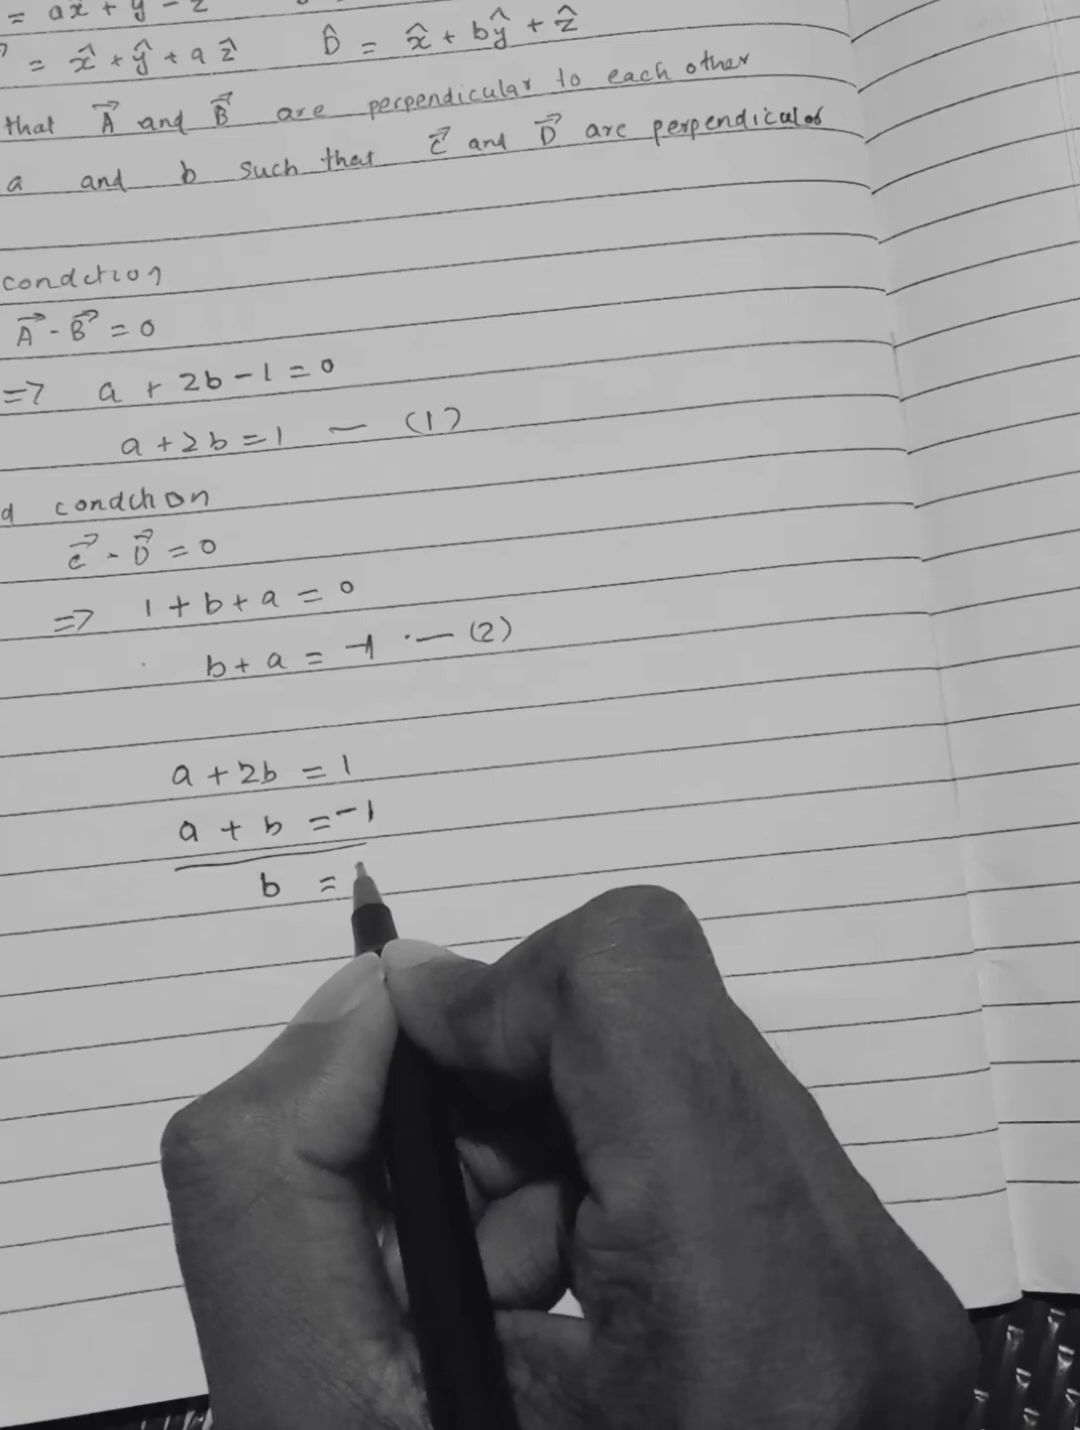 = ax̂ + ŷ - ẑ
= x̂ + ŷ + a ẑ D̂ = x̂ + bŷ + ẑ
that A⃗ and B⃗ are perpendicular to each other
a and b such that C⃗ and D⃗ are perpendicular
condition
A⃗ · B⃗ = 0
=> a + 2b - 1 = 0
a + 2b = 1 — (1)
d condition
C⃗ · D⃗ = 0
=> 1 + b + a = 0
b + a = -1 — (2)
a + 2b = 1
a + b = -1
b =